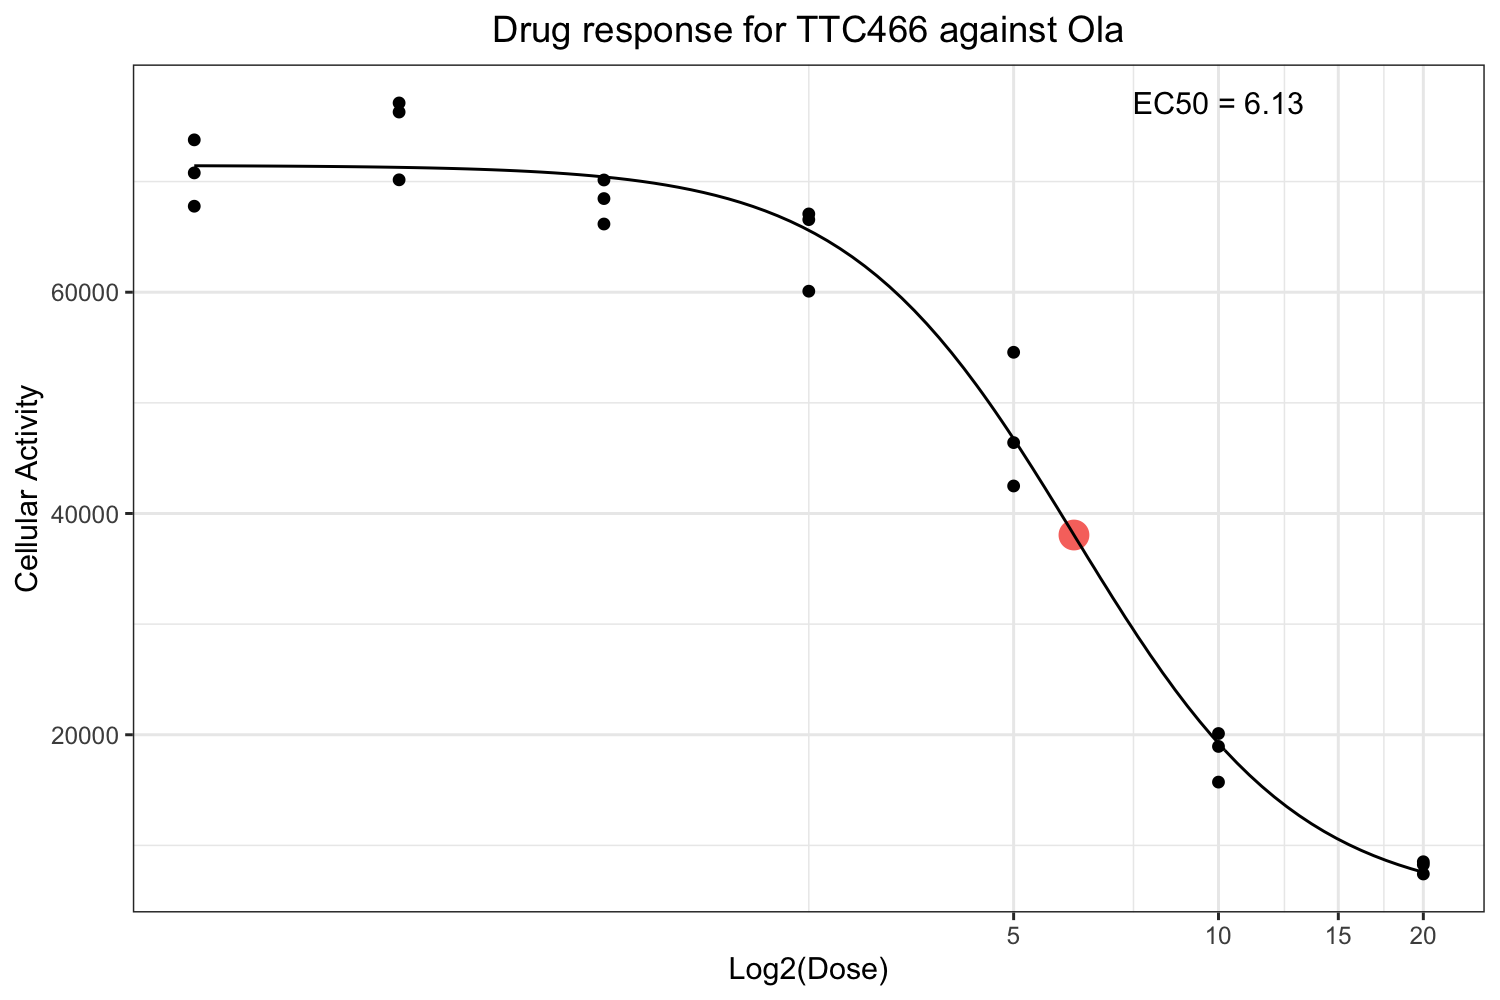 Drug response for TTC466 against Ola
EC50 = 6.13
Cellular Activity
60000
40000
20000
5 10 15 20
Log2(Dose)